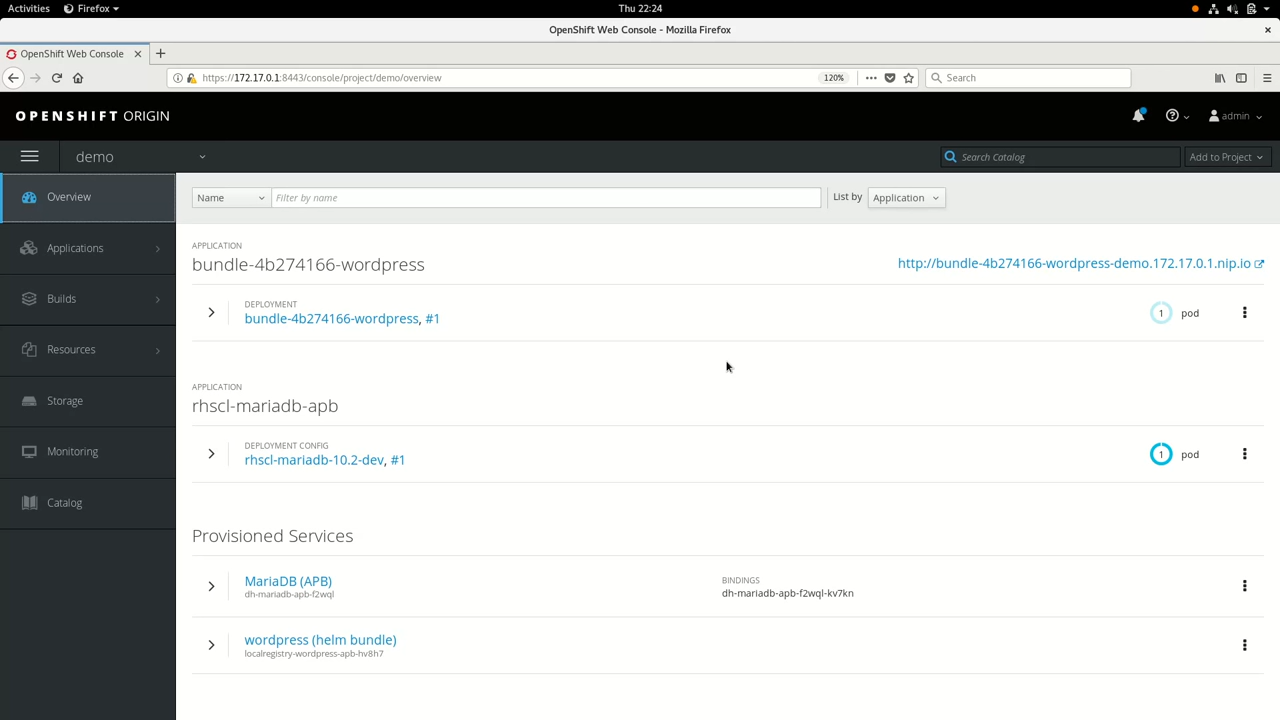 Activities Firefox Thu 22:24
OpenShift Web Console - Mozilla Firefox
OpenShift Web Console
https://172.17.0.1:8443/console/project/demo/overview 120% Search
OPENSHIFT ORIGIN admin
demo Search Catalog Add to Project
Overview
Applications
Builds
Resources
Storage
Monitoring
Catalog
Name Filter by name List by Application
APPLICATION
bundle-4b274166-wordpress http://bundle-4b274166-wordpress-demo.172.17.0.1.nip.io
DEPLOYMENT
bundle-4b274166-wordpress, #1 1 pod
APPLICATION
rhscl-mariadb-apb
DEPLOYMENT CONFIG
rhscl-mariadb-10.2-dev, #1 1 pod
Provisioned Services
MariaDB (APB) BINDINGS
dh-mariadb-apb-f2wql dh-mariadb-apb-f2wql-kv7kn
wordpress (helm bundle)
localregistry-wordpress-apb-hv8h7